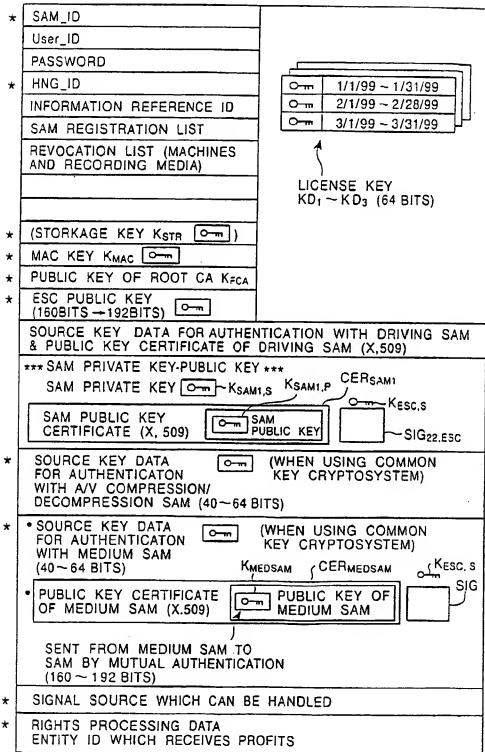 * SAM_ID
User_ID
PASSWORD
* HNG_ID
INFORMATION REFERENCE ID
SAM REGISTRATION LIST
REVOCATION LIST (MACHINES
AND RECORDING MEDIA)
1/1/99 ~ 1/31/99
2/1/99 ~ 2/28/99
3/1/99 ~ 3/31/99
LICENSE KEY
KD1 ~ KD3 (64 BITS)
* (STORKAGE KEY KSTR )
* MAC KEY KMAC
* PUBLIC KEY OF ROOT CA KFCA
* ESC PUBLIC KEY
(160BITS → 192BITS)
SOURCE KEY DATA FOR AUTHENTICATION WITH DRIVING SAM
& PUBLIC KEY CERTIFICATE OF DRIVING SAM (X,509)
*** SAM PRIVATE KEY-PUBLIC KEY ***
SAM PRIVATE KEY KSAM1,S KSAM1,P CERSAM1
KESC,S
SAM PUBLIC KEY
CERTIFICATE (X, 509)
SAM
PUBLIC KEY
SIG22,ESC
* SOURCE KEY DATA (WHEN USING COMMON
FOR AUTHENTICATON KEY CRYPTOSYSTEM)
WITH A/V COMPRESSION/
DECOMPRESSION SAM (40~64 BITS)
* • SOURCE KEY DATA (WHEN USING COMMON
FOR AUTHENTICATON KEY CRYPTOSYSTEM)
WITH MEDIUM SAM
(40~64 BITS) KMEDSAM CERMEDSAM KESC, S
SIG
• PUBLIC KEY CERTIFICATE
OF MEDIUM SAM (X.509)
PUBLIC KEY OF
MEDIUM SAM
SENT FROM MEDIUM SAM TO
SAM BY MUTUAL AUTHENTICATION
(160 ~ 192 BITS)
* SIGNAL SOURCE WHICH CAN BE HANDLED
* RIGHTS PROCESSING DATA
ENTITY ID WHICH RECEIVES PROFITS